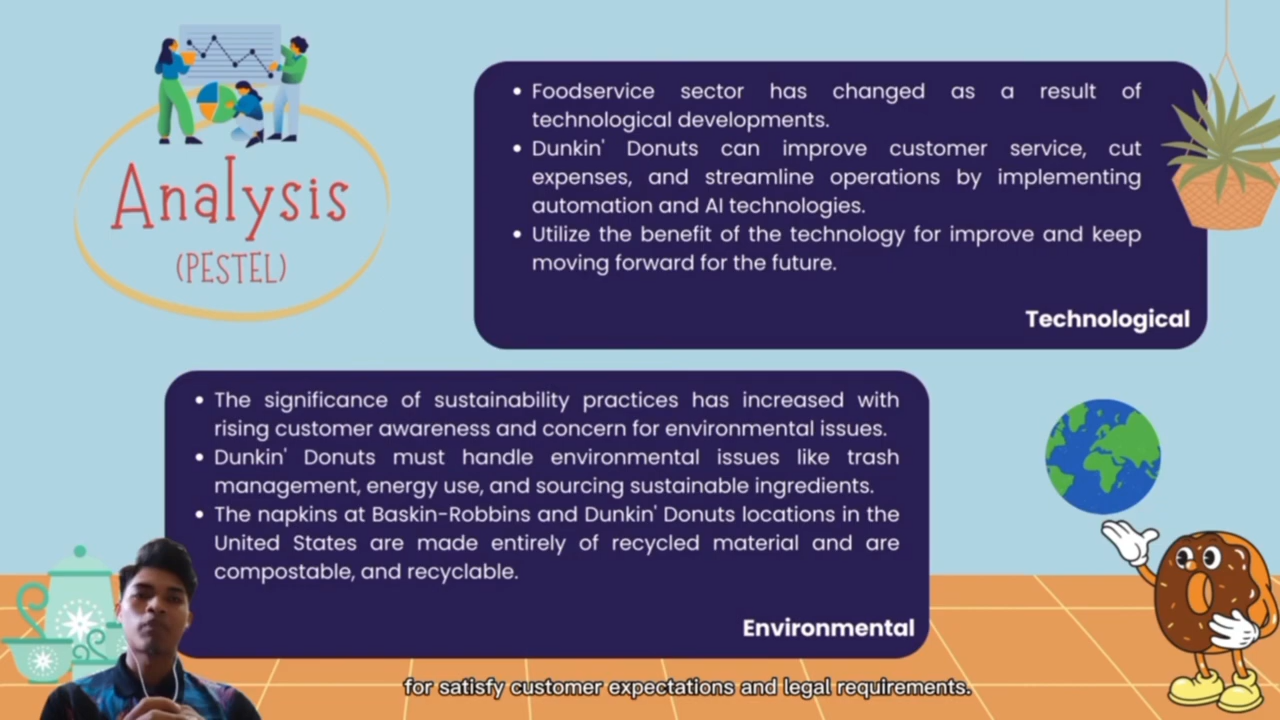 Analysis
(PESTEL)
• Foodservice sector has changed as a result of
technological developments.
• Dunkin' Donuts can improve customer service, cut
expenses, and streamline operations by implementing
automation and AI technologies.
• Utilize the benefit of the technology for improve and keep
moving forward for the future.
Technological
• The significance of sustainability practices has increased with
rising customer awareness and concern for environmental issues.
• Dunkin' Donuts must handle environmental issues like trash
management, energy use, and sourcing sustainable ingredients.
• The napkins at Baskin-Robbins and Dunkin' Donuts locations in the
United States are made entirely of recycled material and are
compostable, and recyclable.
Environmental
for satisfy customer expectations and legal requirements.